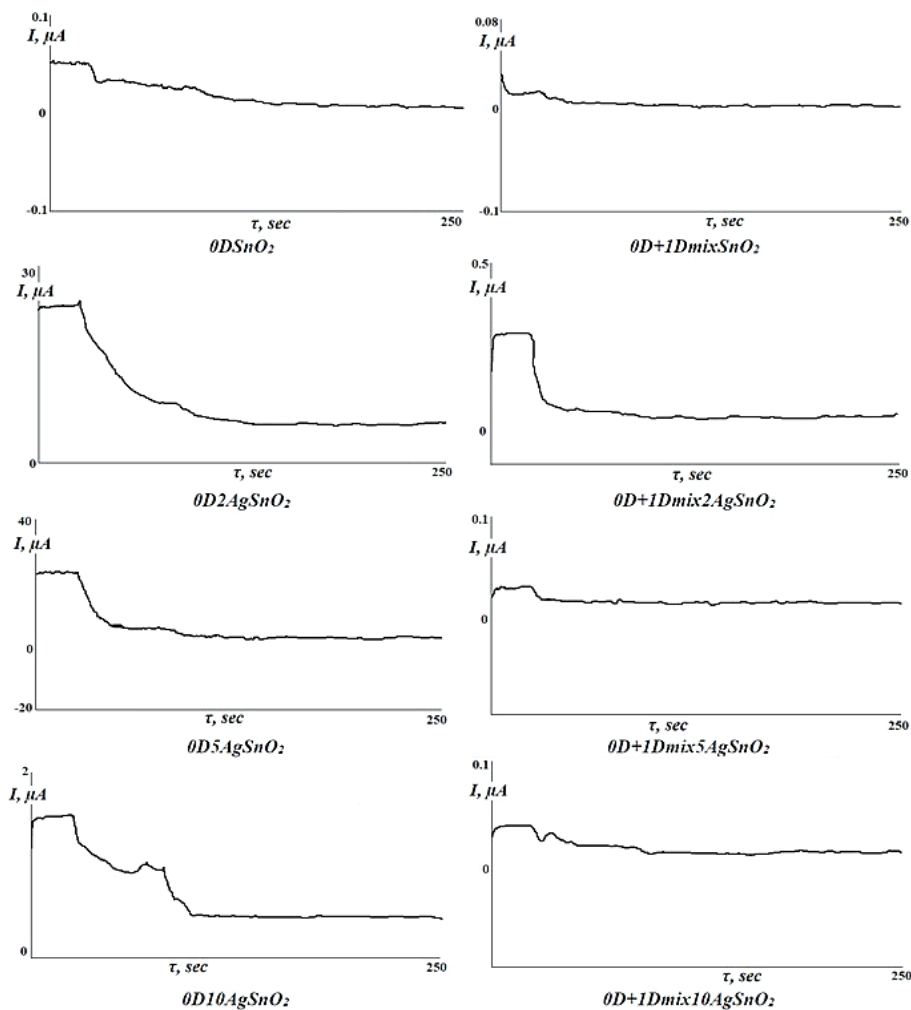 0.1
I, μA
0
-0.1
250
τ, sec
0DSnO₂
0.08
I, μA
0
-0.1
250
τ, sec
0D+1DmixSnO₂
30
I, μA
0
250
τ, sec
0D2AgSnO₂
0.5
I, μA
0
250
τ, sec
0D+1Dmix2AgSnO₂
40
I, μA
0
-20
250
τ, sec
0D5AgSnO₂
0.1
I, μA
0
250
τ, sec
0D+1Dmix5AgSnO₂
2
I, μA
0
250
τ, sec
0D10AgSnO₂
0.1
I, μA
0
250
τ, sec
0D+1Dmix10AgSnO₂